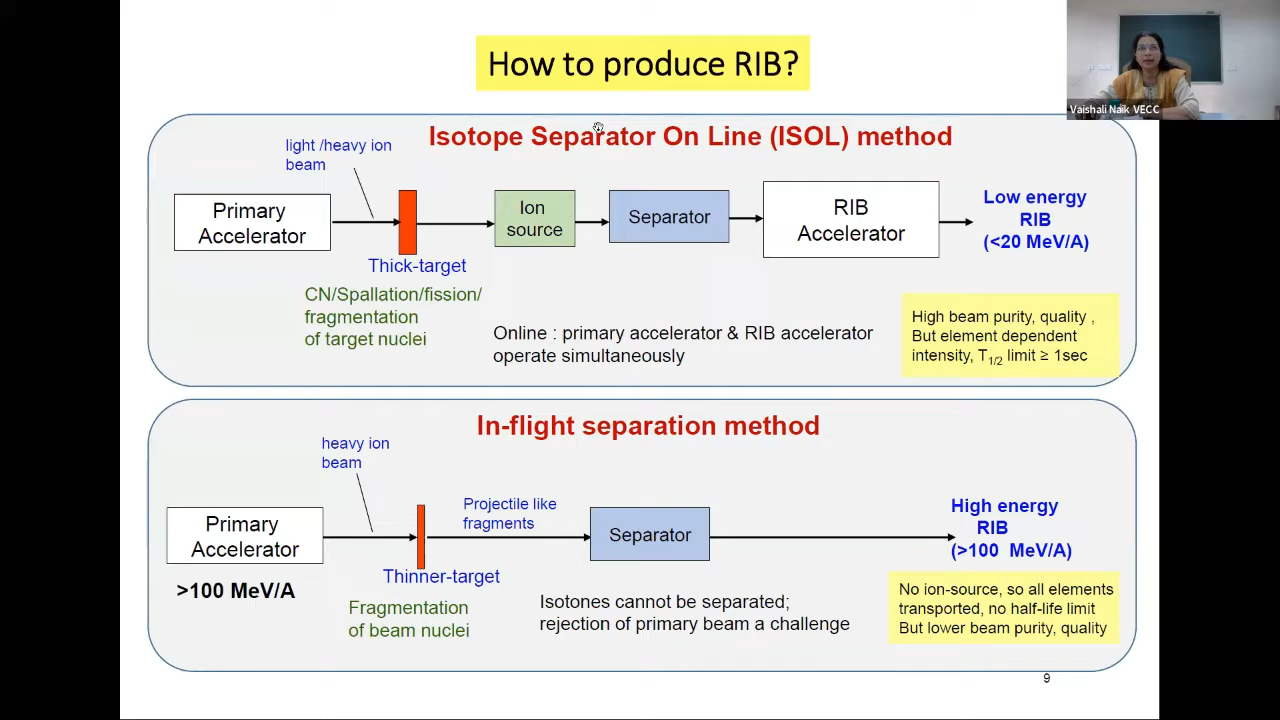 How to produce RIB?
Vaishali Naik VECC
Isotope Separator On Line (ISOL) method
light /heavy ion
beam
Primary
Accelerator
Ion
source
Separator
RIB
Accelerator
Low energy
RIB
(<20 MeV/A)
Thick-target
CN/Spallation/fission/
fragmentation
of target nuclei
Online : primary accelerator & RIB accelerator
operate simultaneously
High beam purity, quality ,
But element dependent
intensity, T1/2 limit ≥ 1sec
In-flight separation method
heavy ion
beam
Projectile like
fragments
Primary
Accelerator
Separator
High energy
RIB
(>100 MeV/A)
>100 MeV/A
Thinner-target
Fragmentation
of beam nuclei
Isotones cannot be separated;
rejection of primary beam a challenge
No ion-source, so all elements
transported, no half-life limit
But lower beam purity, quality
9